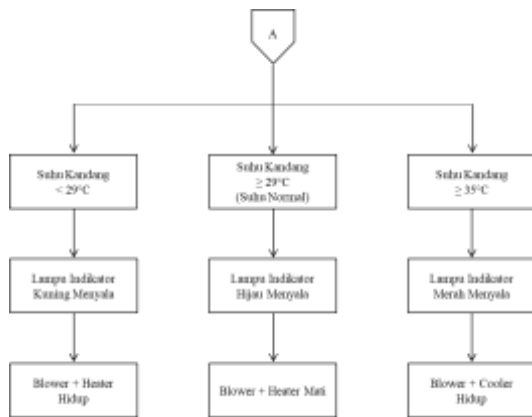 A
Suhu Kandang
< 29°C
Suhu Kandang
≥ 29°C
(Suhu Normal)
Suhu Kandang
≥ 35°C
Lampu Indikator
Kuning Menyala
Lampu Indikator
Hijau Menyala
Lampu Indikator
Merah Menyala
Blower + Heater
Hidup
Blower + Heater Mati
Blower + Cooler
Hidup